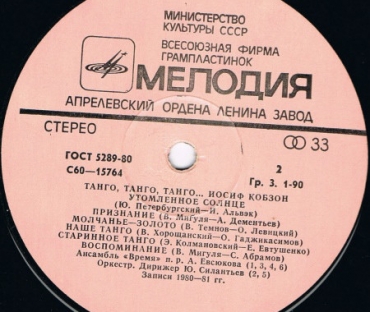 МИНИСТЕРСТВО
КУЛЬТУРЫ СССР
ВСЕСОЮЗНАЯ ФИРМА
ГРАМПЛАСТИНОК
МЕЛОДИЯ
АПРЕЛЕВСКИЙ ОРДЕНА ЛЕНИНА ЗАВОД
СТЕРЕО
33
ГОСТ 5289-80
С60—15764
2
Гр. 3. 1-90
ТАНГО, ТАНГО, ТАНГО... ИОСИФ КОБЗОН
УТОМЛЕННОЕ СОЛНЦЕ
(Ю. Петербургский—И. Альвэк)
ПРИЗНАНИЕ (В. Мигуля—А. Дементьев)
МОЛЧАНЬЕ—ЗОЛОТО (В. Темнов—О. Левицкий)
НАШЕ ТАНГО (В. Хорощанский—О. Гаджикасимов)
СТАРИННОЕ ТАНГО (Э. Колмановский—Е. Евтушенко)
ВОСПОМИНАНИЕ (В. Мигуля—С. Абрамов)
Ансамбль «Время» п/р А. Евсюкова (1, 3, 4, 6)
Оркестр. Дирижер Ю. Силантьев (2, 5)
Записи 1980—81 гг.